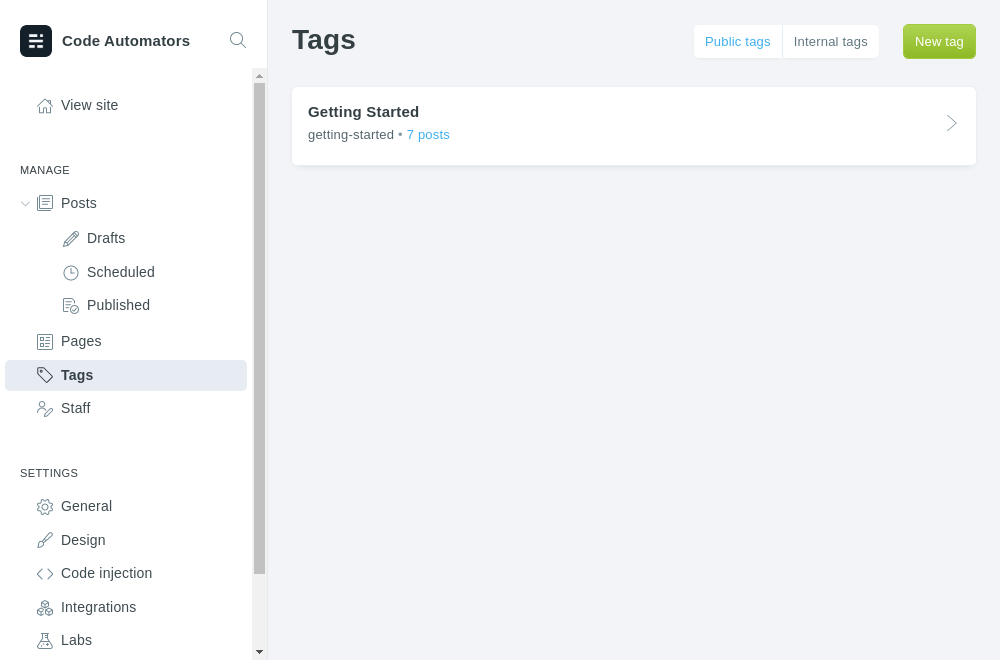 Code Automators
View site
MANAGE
Posts
Drafts
Scheduled
Published
Pages
Tags
Staff
SETTINGS
General
Design
Code injection
Integrations
Labs
Tags
Public tags
Internal tags
New tag
Getting Started
getting-started • 7 posts